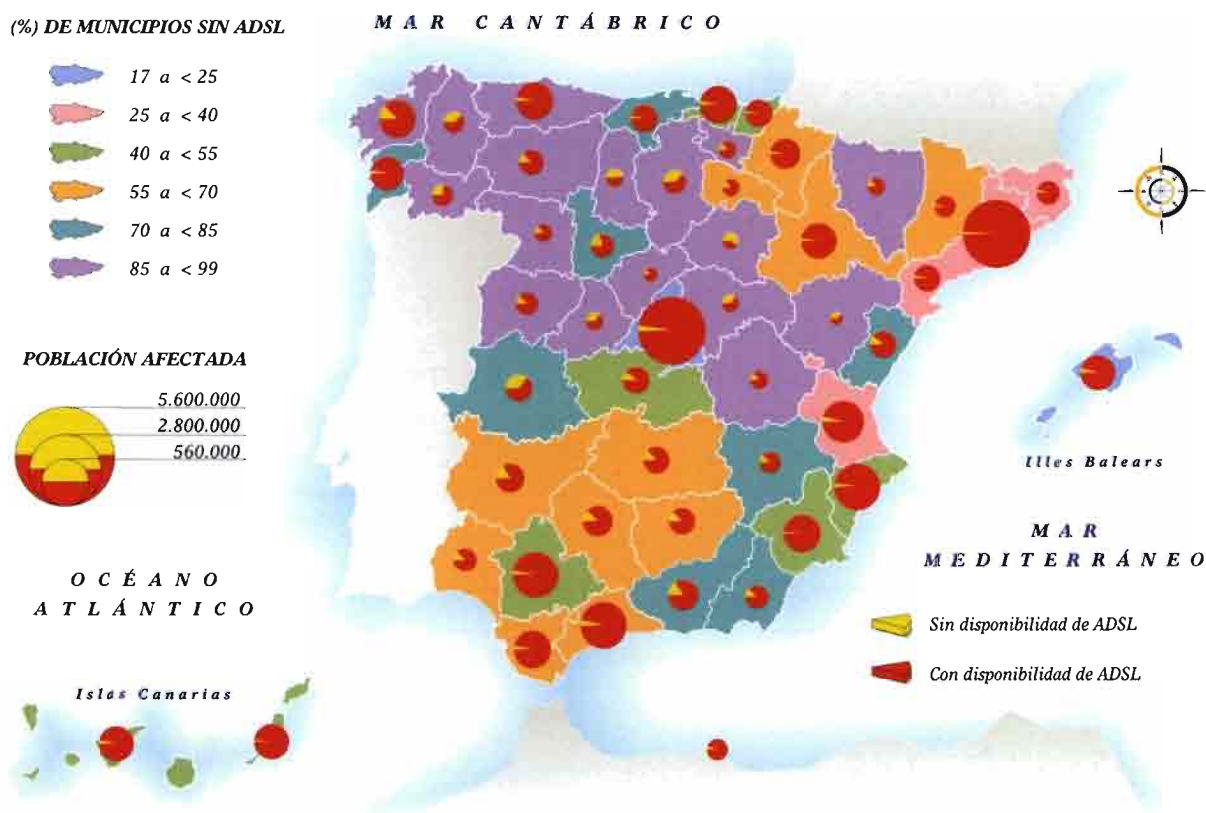 (%) DE MUNICIPIOS SIN ADSL
17 a < 25
25 a < 40
40 a < 55
55 a < 70
70 a < 85
85 a < 99
POBLACIÓN AFECTADA
5.600.000
2.800.000
560.000
MAR CANTÁBRICO
OCÉANO
ATLÁNTICO
Islas Canarias
Illes Balears
MAR
MEDITERRÁNEO
Sin disponibilidad de ADSL
Con disponibilidad de ADSL